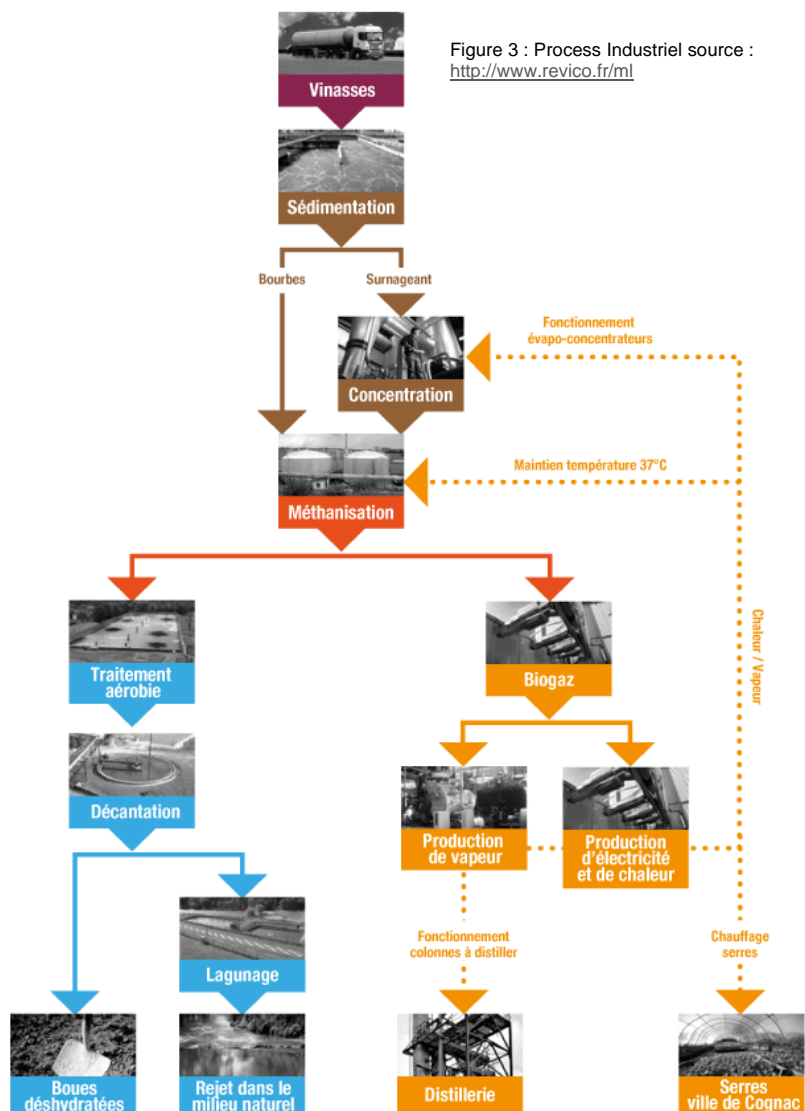 Figure 3 : Process Industriel source :
http://www.revico.fr/ml
Vinasses
Sédimentation
Bourbes
Surnageant
Fonctionnement
évapo-concentrateurs
Concentration
Maintien température 37°C
Méthanisation
Chaleur / Vapeur
Traitement
aérobie
Biogaz
Décantation
Production
de vapeur
Production
d'électricité
et de chaleur
Fonctionnement
colonnes à distiller
Chauffage
serres
Lagunage
Boues
déshydratées
Rejet dans le
milieu naturel
Distillerie
Serres
ville de Cognac